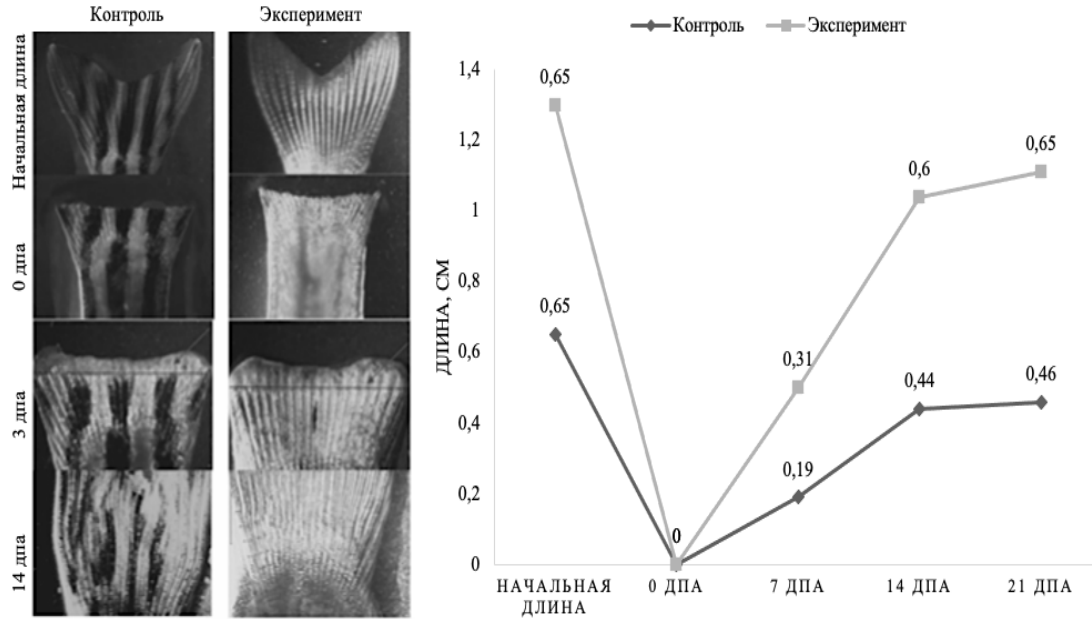 Контроль
Эксперимент
Начальная длина
0 дпа
3 дпа
14 дпа
Контроль
Эксперимент
ДЛИНА, СМ
1,4
1,2
1
0,8
0,6
0,4
0,2
0
0,65
0,65
0
0,31
0,19
0,6
0,44
0,65
0,46
НАЧАЛЬНАЯ
ДЛИНА
0 ДПА
7 ДПА
14 ДПА
21 ДПА